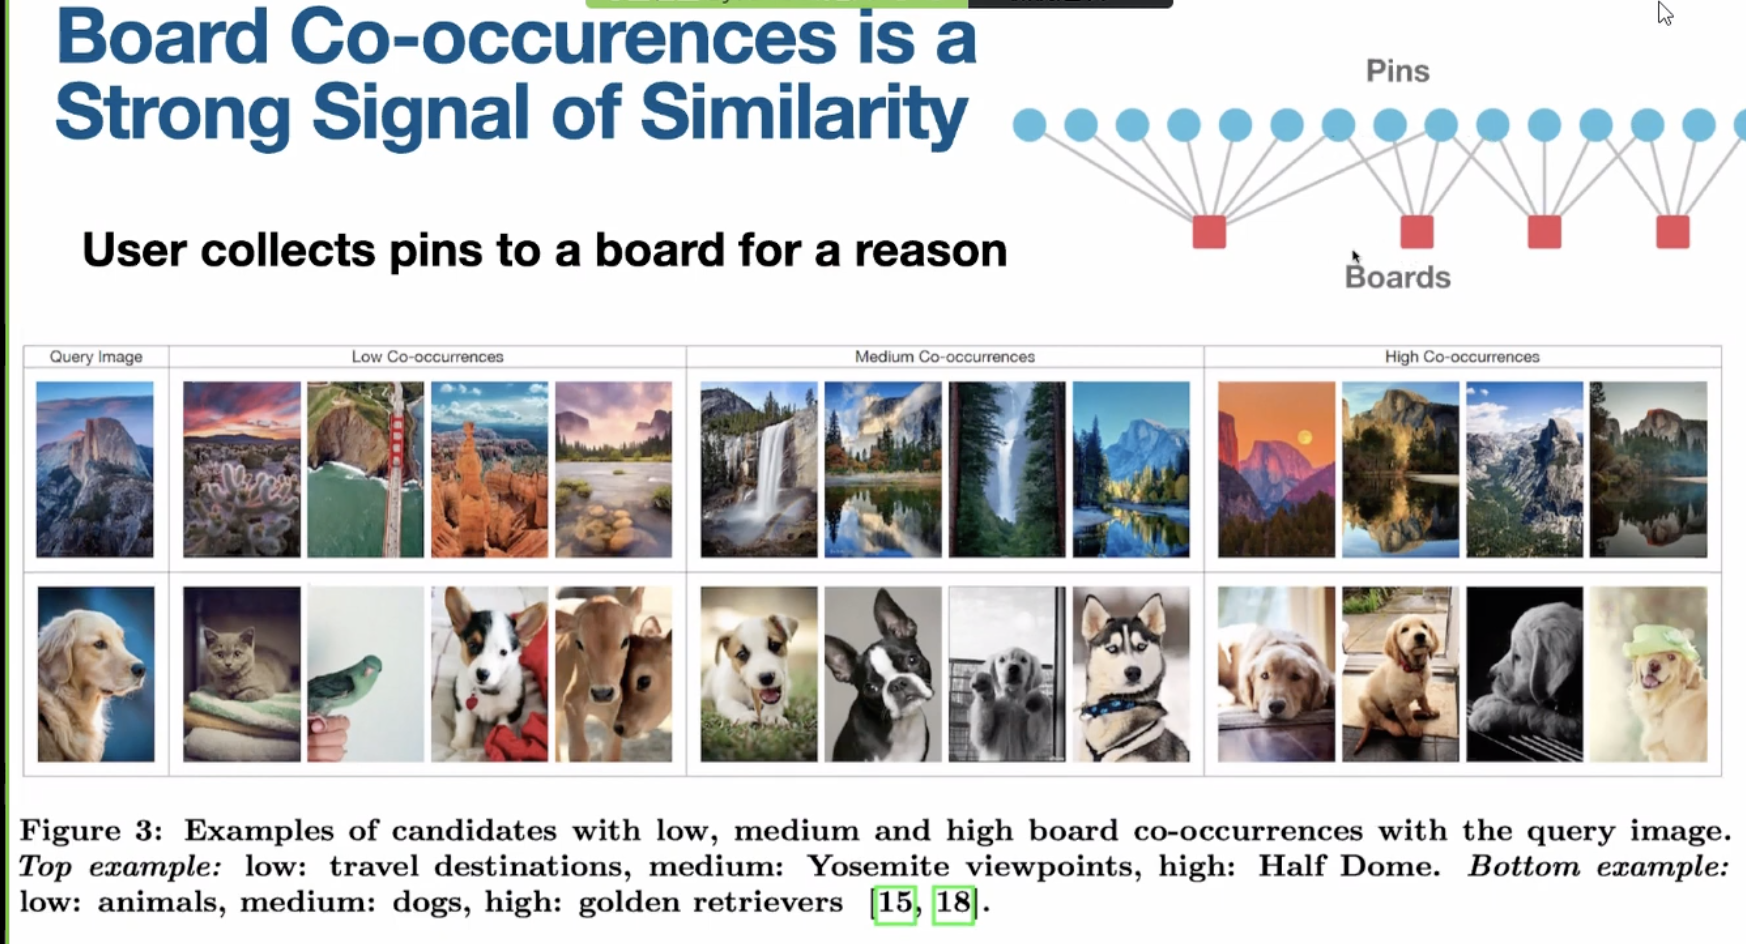 Board Co-occurences is a
Strong Signal of Similarity
Pins
User collects pins to a board for a reason
Boards
Query Image
Low Co-occurrences
Medium Co-occurrences
High Co-occurrences
Figure 3: Examples of candidates with low, medium and high board co-occurrences with the query image.
Top example: low: travel destinations, medium: Yosemite viewpoints, high: Half Dome. Bottom example:
low: animals, medium: dogs, high: golden retrievers [15, 18].